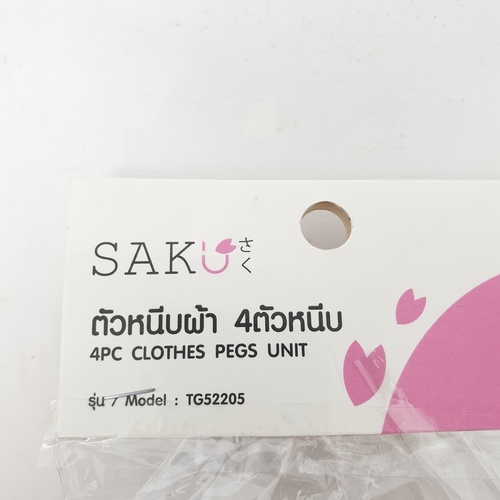 SAKU さく
ตัวหนีบผ้า 4ตัวหนีบ
4PC CLOTHES PEGS UNIT
รุ่น / Model : TG52205